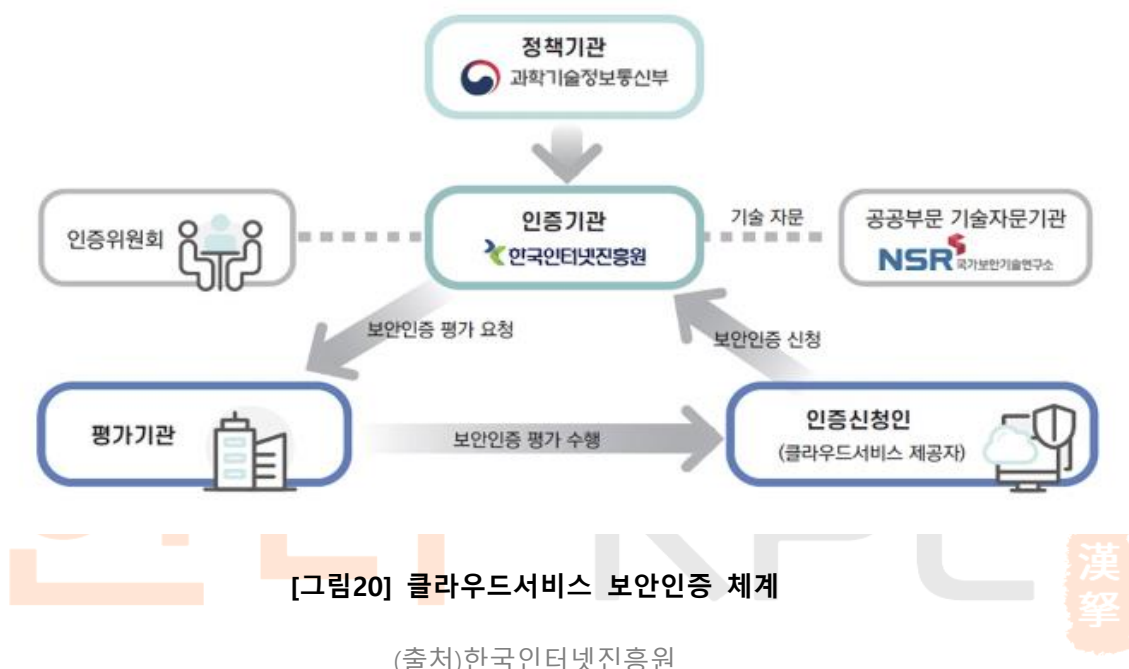 정책기관
과학기술정보통신부
인증위원회
인증기관
한국인터넷진흥원
기술 자문
공공부문 기술자문기관
NSR 국가보안기술연구소
보안인증 평가 요청
보안인증 신청
평가기관
보안인증 평가 수행
인증신청인
(클라우드서비스 제공자)
[그림20] 클라우드서비스 보안인증 체계
漢拏
(출처)한국인터넷진흥원